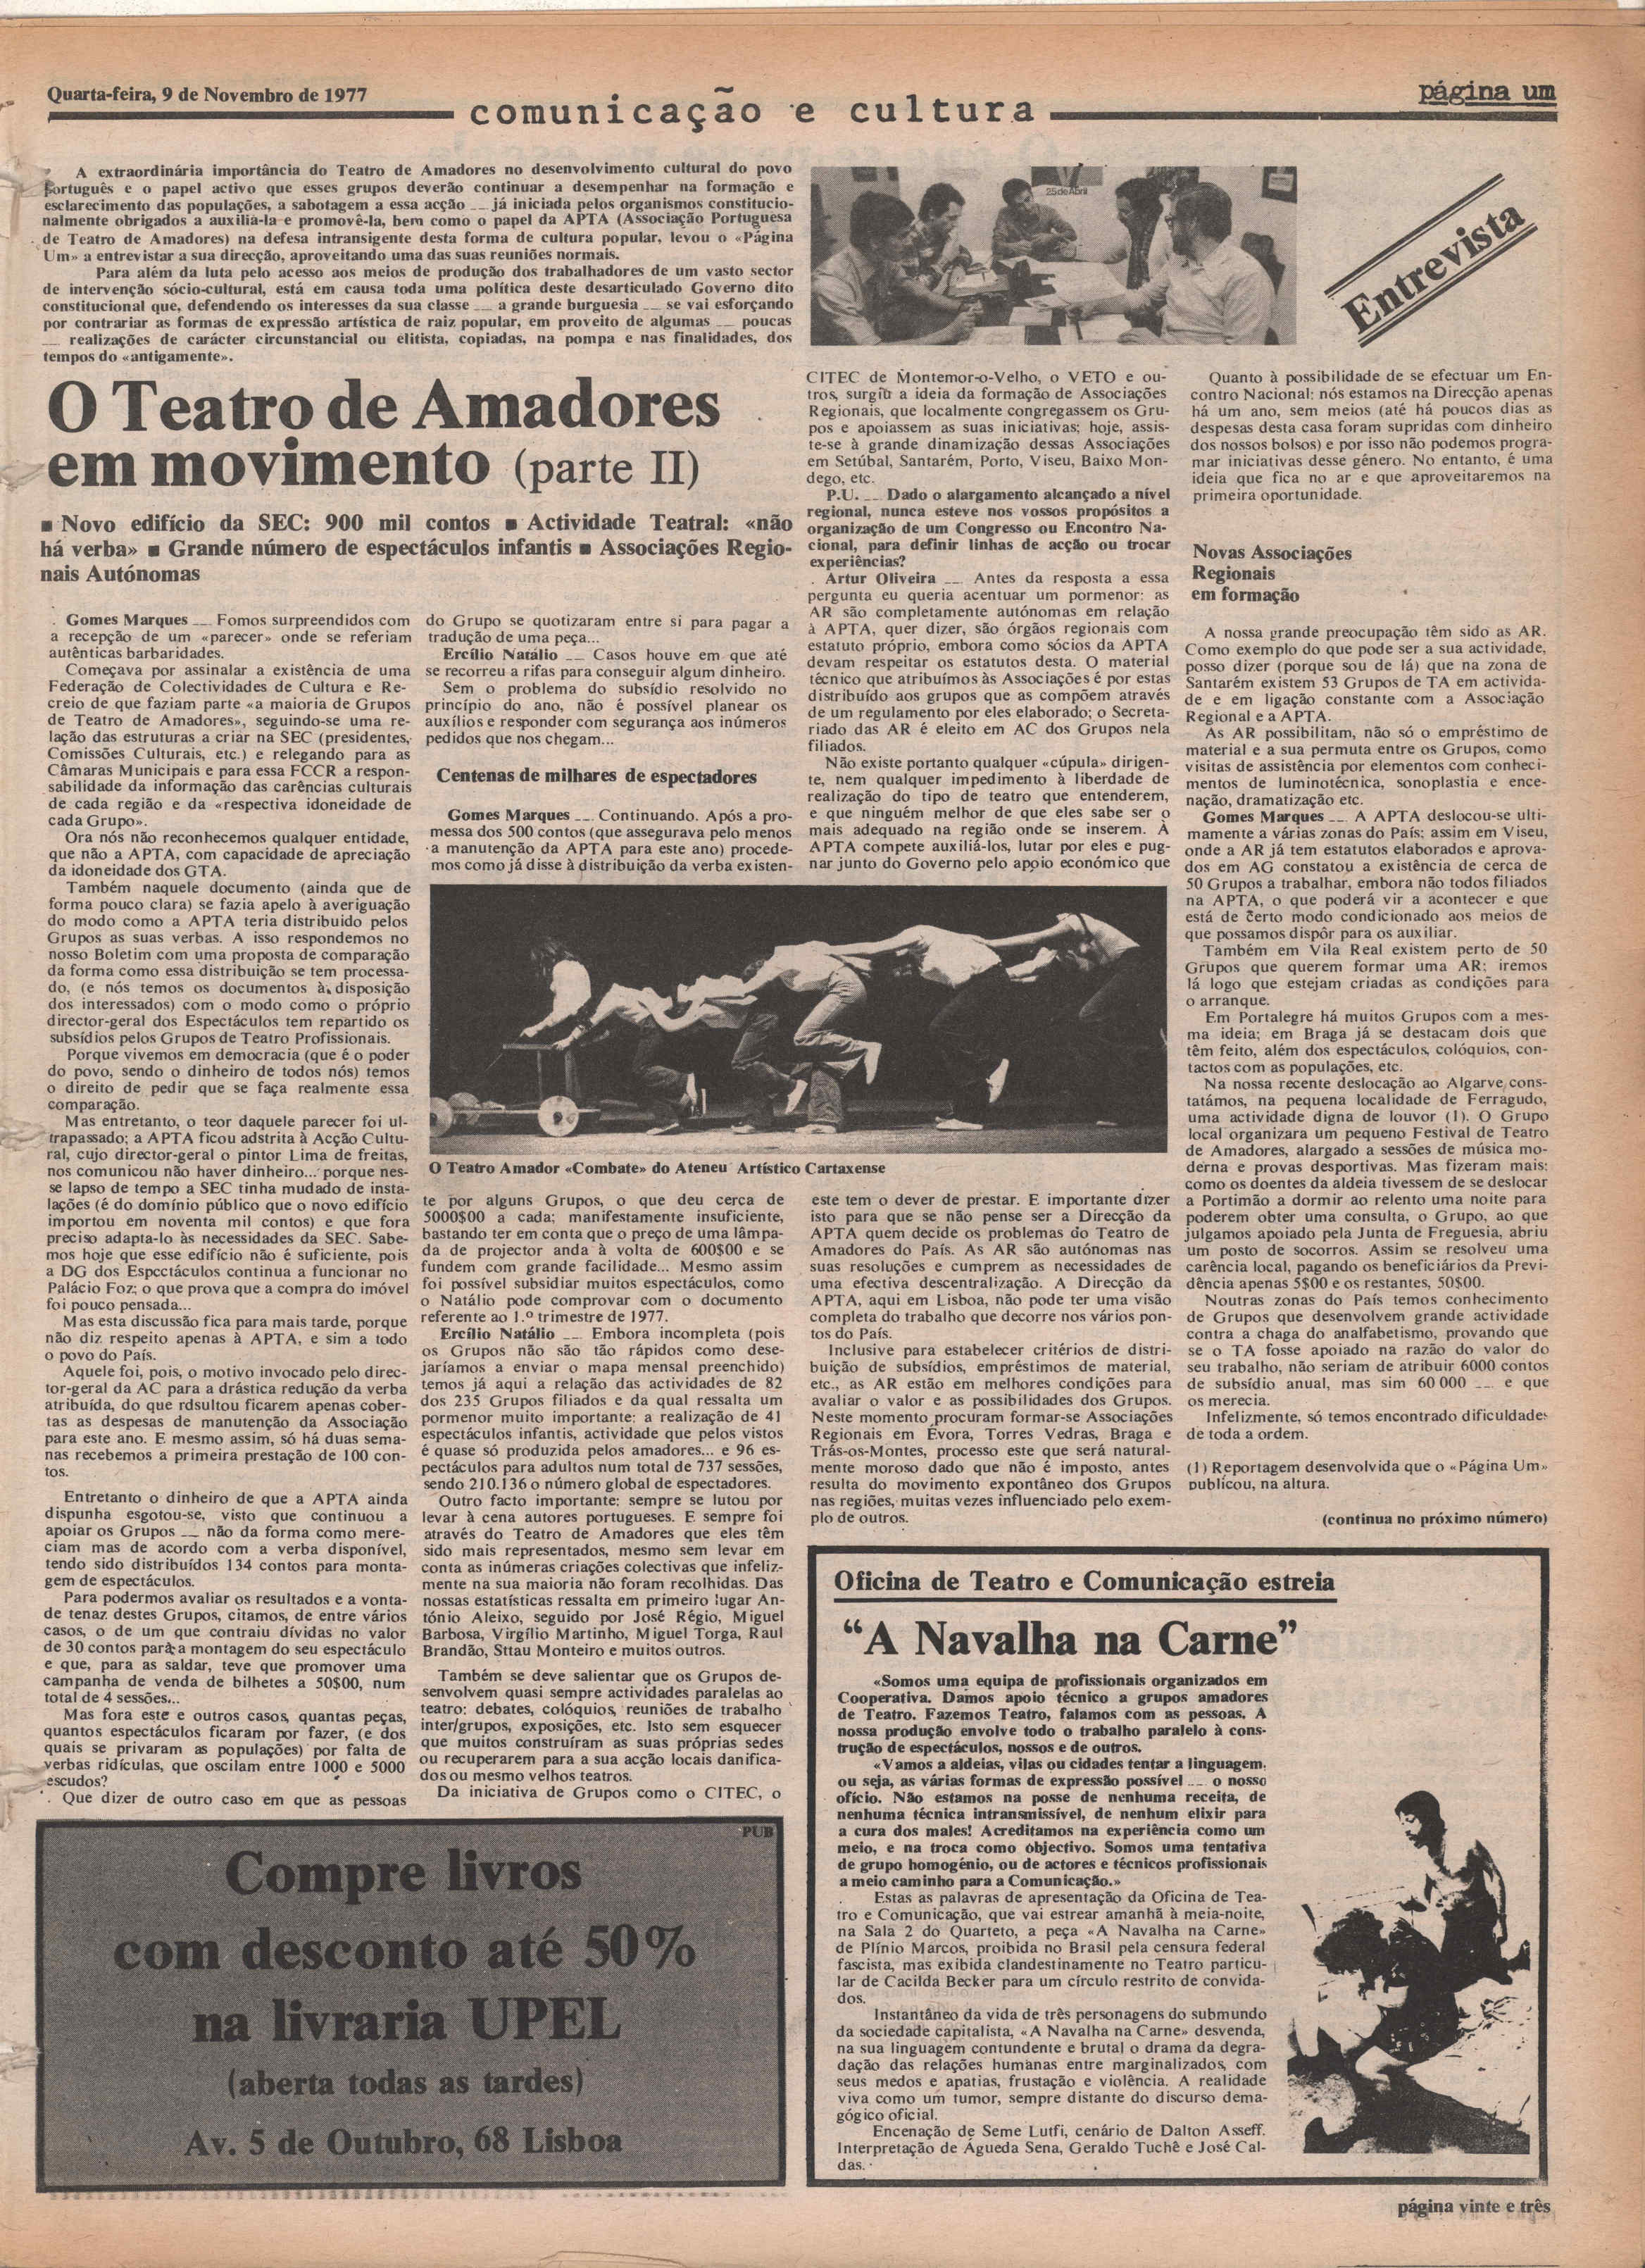 Quarta-feira, 9 de Novembro de 1977
comunicação e cultura
página um
A extraordinária importância do Teatro de Amadores no desenvolvimento cultural do povo
Português e o papel activo que esses grupos deverão continuar a desempenhar na formação e
esclarecimento das populações, a sabotagem a essa acção __ já iniciada pelos organismos constitucio-
nalmente obrigados a auxiliá-la e promovê-la, bem como o papel da APTA (Associação Portuguesa
de Teatro de Amadores) na defesa intransigente desta forma de cultura popular, levou o «Página
Um» a entrevistar a sua direcção, aproveitando uma das suas reuniões normais.
Para além da luta pelo acesso aos meios de produção dos trabalhadores de um vasto sector
de intervenção sócio-cultural, está em causa toda uma política deste desarticulado Governo dito
constitucional que, defendendo os interesses da sua classe __ a grande burguesia __ se vai esforçando
por contrariar as formas de expressão artística de raiz popular, em proveito de algumas __ poucas
__ realizações de carácter circunstancial ou elitista, copiadas, na pompa e nas finalidades, dos
tempos do «antigamente».
25 de Abril
Entrevista
O Teatro de Amadores
em movimento (parte II)
■ Novo edifício da SEC: 900 mil contos ■ Actividade Teatral: «não
há verba» ■ Grande número de espectáculos infantis ■ Associações Regio-
nais Autónomas
Gomes Marques __ Fomos surpreendidos com
a recepção de um «parecer» onde se referiam
autênticas barbaridades.
Começava por assinalar a existência de uma
Federação de Colectividades de Cultura e Re-
creio de que faziam parte «a maioria de Grupos
de Teatro de Amadores», seguindo-se uma re-
lação das estruturas a criar na SEC (presidentes,
Comissões Culturais, etc.) e relegando para as
Câmaras Municipais e para essa FCCR a respon-
sabilidade da informação das carências culturais
de cada região e da «respectiva idoneidade de
cada Grupo».
Ora nós não reconhecemos qualquer entidade,
que não a APTA, com capacidade de apreciação
da idoneidade dos GTA.
Também naquele documento (ainda que de
forma pouco clara) se fazia apelo à averiguação
do modo como a APTA teria distribuido pelos
Grupos as suas verbas. A isso respondemos no
nosso Boletim com uma proposta de comparação
da forma como essa distribuição se tem processa-
do, (e nós temos os documentos à disposição
dos interessados) com o modo como o próprio
director-geral dos Espectáculos tem repartido os
subsídios pelos Grupos de Teatro Profissionais.
Porque vivemos em democracia (que é o poder
do povo, sendo o dinheiro de todos nós) temos
o direito de pedir que se faça realmente essa
comparação.
Mas entretanto, o teor daquele parecer foi ul-
trapassado; a APTA ficou adstrita à Acção Cultu-
ral, cujo director-geral o pintor Lima de freitas,
nos comunicou não haver dinheiro... porque nes-
se lapso de tempo a SEC tinha mudado de insta-
lações (é do domínio público que o novo edifício
importou em noventa mil contos) e que fora
preciso adapta-lo às necessidades da SEC. Sabe-
mos hoje que esse edifício não é suficiente, pois
a DG dos Espectáculos continua a funcionar no
Palácio Foz; o que prova que a compra do imóvel
foi pouco pensada...
Mas esta discussão fica para mais tarde, porque
não diz respeito apenas à APTA, e sim a todo
o povo do País.
Aquele foi, pois, o motivo invocado pelo direc-
tor-geral da AC para a drástica redução da verba
atribuída, do que rdsultou ficarem apenas cober-
tas as despesas de manutenção da Associação
para este ano. E mesmo assim, só há duas sema-
nas recebemos a primeira prestação de 100 con-
tos.
Entretanto o dinheiro de que a APTA ainda
dispunha esgotou-se, visto que continuou a
apoiar os Grupos __ não da forma como mere-
ciam mas de acordo com a verba disponível,
tendo sido distribuídos 134 contos para monta-
gem de espectáculos.
Para podermos avaliar os resultados e a vonta-
de tenaz destes Grupos, citamos, de entre vários
casos, o de um que contraiu dívidas no valor
de 30 contos para a montagem do seu espectáculo
e que, para as saldar, teve que promover uma
campanha de venda de bilhetes a 50$00, num
total de 4 sessões...
Mas fora este e outros casos, quantas peças,
quantos espectáculos ficaram por fazer, (e dos
quais se privaram as populações) por falta de
verbas ridículas, que oscilam entre 1000 e 5000
escudos?
Que dizer de outro caso em que as pessoas
do Grupo se quotizaram entre si para pagar a
tradução de uma peça...
Ercílio Natálio __ Casos houve em que até
se recorreu a rifas para conseguir algum dinheiro.
Sem o problema do subsídio resolvido no
princípio do ano, não é possível planear os
auxílios e responder com segurança aos inúmeros
pedidos que nos chegam...
Centenas de milhares de espectadores
Gomes Marques __ Continuando. Após a pro-
messa dos 500 contos (que assegurava pelo menos
a manutenção da APTA para este ano) procede-
mos como já disse à distribuição da verba existen-
O Teatro Amador «Combate» do Ateneu Artístico Cartaxense
te por alguns Grupos, o que deu cerca de
5000$00 a cada; manifestamente insuficiente,
bastando ter em conta que o preço de uma lâmpa-
da de projector anda à volta de 600$00 e se
fundem com grande facilidade... Mesmo assim
foi possível subsidiar muitos espectáculos, como
o Natálio pode comprovar com o documento
referente ao 1.º trimestre de 1977.
Ercílio Natálio __ Embora incompleta (pois
os Grupos não são tão rápidos como dese-
jaríamos a enviar o mapa mensal preenchido)
temos já aqui a relação das actividades de 82
dos 235 Grupos filiados e da qual ressalta um
pormenor muito importante: a realização de 41
espectáculos infantis, actividade que pelos vistos
é quase só produzida pelos amadores... e 96 es-
pectáculos para adultos num total de 737 sessões,
sendo 210.136 o número global de espectadores.
Outro facto importante: sempre se lutou por
levar à cena autores portugueses. E sempre foi
através do Teatro de Amadores que eles têm
sido mais representados, mesmo sem levar em
conta as inúmeras criações colectivas que infeliz-
mente na sua maioria não foram recolhidas. Das
nossas estatísticas ressalta em primeiro lugar An-
tónio Aleixo, seguido por José Régio, Miguel
Barbosa, Virgílio Martinho, Miguel Torga, Raul
Brandão, Sttau Monteiro e muitos outros.
Também se deve salientar que os Grupos de-
senvolvem quasi sempre actividades paralelas ao
teatro: debates, colóquios, reuniões de trabalho
inter/grupos, exposições, etc. Isto sem esquecer
que muitos construíram as suas próprias sedes
ou recuperarem para a sua acção locais danifica-
dos ou mesmo velhos teatros.
Da iniciativa de Grupos como o CITEC, o
CITEC de Montemor-o-Velho, o VETO e ou-
tros, surgiu a ideia da formação de Associações
Regionais, que localmente congregassem os Gru-
pos e apoiassem as suas iniciativas; hoje, assis-
te-se à grande dinamização dessas Associações
em Setúbal, Santarém, Porto, Viseu, Baixo Mon-
dego, etc.
P.U. __ Dado o alargamento alcançado a nível
regional, nunca esteve nos vossos propósitos a
organização de um Congresso ou Encontro Na-
cional, para definir linhas de acção ou trocar
experiências?
Artur Oliveira __ Antes da resposta a essa
pergunta eu queria acentuar um pormenor: as
AR são completamente autónomas em relação
à APTA, quer dizer, são órgãos regionais com
estatuto próprio, embora como sócios da APTA
devam respeitar os estatutos desta. O material
técnico que atribuímos às Associações é por estas
distribuído aos grupos que as compõem através
de um regulamento por eles elaborado; o Secreta-
riado das AR é eleito em AC dos Grupos nela
filiados.
Não existe portanto qualquer «cúpula» dirigen-
te, nem qualquer impedimento à liberdade de
realização do tipo de teatro que entenderem,
e que ninguém melhor de que eles sabe ser o
mais adequado na região onde se inserem. À
APTA compete auxiliá-los, lutar por eles e pug-
nar junto do Governo pelo apoio económico que
este tem o dever de prestar. E importante dizer
isto para que se não pense ser a Direcção da
APTA quem decide os problemas do Teatro de
Amadores do País. As AR são autónomas nas
suas resoluções e cumprem as necessidades de
uma efectiva descentralização. A Direcção da
APTA, aqui em Lisboa, não pode ter uma visão
completa do trabalho que decorre nos vários pon-
tos do País.
Inclusive para estabelecer critérios de distri-
buição de subsídios, empréstimos de material,
etc., as AR estão em melhores condições para
avaliar o valor e as possibilidades dos Grupos.
Neste momento procuram formar-se Associações
Regionais em Évora, Torres Vedras, Braga e
Trás-os-Montes, processo este que será natural-
mente moroso dado que não é imposto, antes
resulta do movimento expontâneo dos Grupos
nas regiões, muitas vezes influenciado pelo exem-
plo de outros.
Quanto à possibilidade de se efectuar um En-
contro Nacional: nós estamos na Direcção apenas
há um ano, sem meios (até há poucos dias as
despesas desta casa foram supridas com dinheiro
dos nossos bolsos) e por isso não podemos progra-
mar iniciativas desse género. No entanto, é uma
ideia que fica no ar e que aproveitaremos na
primeira oportunidade.
Novas Associações
Regionais
em formação
A nossa grande preocupação têm sido as AR.
Como exemplo do que pode ser a sua actividade,
posso dizer (porque sou de lá) que na zona de
Santarém existem 53 Grupos de TA em activida-
de e em ligação constante com a Associação
Regional e a APTA.
As AR possibilitam, não só o empréstimo de
material e a sua permuta entre os Grupos, como
visitas de assistência por elementos com conheci-
mentos de luminotécnica, sonoplastia e ence-
nação, dramatização etc.
Gomes Marques __ A APTA deslocou-se ulti-
mamente a várias zonas do País; assim em Viseu,
onde a AR já tem estatutos elaborados e aprova-
dos em AG constatou a existência de cerca de
50 Grupos a trabalhar, embora não todos filiados
na APTA, o que poderá vir a acontecer e que
está de certo modo condicionado aos meios de
que possamos dispôr para os auxiliar.
Também em Vila Real existem perto de 50
Grupos que querem formar uma AR; iremos
lá logo que estejam criadas as condições para
o arranque.
Em Portalegre há muitos Grupos com a mes-
ma ideia; em Braga já se destacam dois que
têm feito, além dos espectáculos, colóquios, con-
tactos com as populações, etc.
Na nossa recente deslocação ao Algarve cons-
tatámos, na pequena localidade de Ferragudo,
uma actividade digna de louvor (1). O Grupo
local organizara um pequeno Festival de Teatro
de Amadores, alargado a sessões de música mo-
derna e provas desportivas. Mas fizeram mais:
como os doentes da aldeia tivessem de se deslocar
a Portimão a dormir ao relento uma noite para
poderem obter uma consulta, o Grupo, ao que
julgamos apoiado pela Junta de Freguesia, abriu
um posto de socorros. Assim se resolveu uma
carência local, pagando os beneficiários da Previ-
dência apenas 5$00 e os restantes, 50$00.
Noutras zonas do País temos conhecimento
de Grupos que desenvolvem grande actividade
contra a chaga do analfabetismo, provando que
se o TA fosse apoiado na razão do valor do
seu trabalho, não seriam de atribuir 6000 contos
de subsídio anual, mas sim 60 000 __ e que
os merecia.
Infelizmente, só temos encontrado dificuldades
de toda a ordem.
(1) Reportagem desenvolvida que o «Página Um»
publicou, na altura.
(continua no próximo número)
Oficina de Teatro e Comunicação estreia
“A Navalha na Carne”
«Somos uma equipa de profissionais organizados em
Cooperativa. Damos apoio técnico a grupos amadores
de Teatro. Fazemos Teatro, falamos com as pessoas. A
nossa produção envolve todo o trabalho paralelo à cons-
trução de espectáculos, nossos e de outros.
«Vamos a aldeias, vilas ou cidades tentar a linguagem,
ou seja, as várias formas de expressão possível __ o nosso
ofício. Não estamos na posse de nenhuma receita, de
nenhuma técnica intransmissível, de nenhum elixir para
a cura dos males! Acreditamos na experiência como um
meio, e na troca como objectivo. Somos uma tentativa
de grupo homogénio, ou de actores e técnicos profissionais
a meio caminho para a Comunicação.»
Estas as palavras de apresentação da Oficina de Tea-
tro e Comunicação, que vai estrear amanhã à meia-noite,
na Sala 2 do Quarteto, a peça «A Navalha na Carne»
de Plínio Marcos, proibida no Brasil pela censura federal
fascista, mas exibida clandestinamente no Teatro particu-
lar de Cacilda Becker para um círculo restrito de convida-
dos.
Instantâneo da vida de três personagens do submundo
da sociedade capitalista, «A Navalha na Carne» desvenda,
na sua linguagem contundente e brutal o drama da degra-
dação das relações humanas entre marginalizados, com
seus medos e apatias, frustação e violência. A realidade
viva como um tumor, sempre distante do discurso dema-
gógico oficial.
Encenação de Seme Lutfi, cenário de Dalton Asseff.
Interpretação de Águeda Sena, Geraldo Tuchê e José Cal-
das.
PUB
Compre livros
com desconto até 50%
na livraria UPEL
(aberta todas as tardes)
Av. 5 de Outubro, 68 Lisboa
página vinte e três